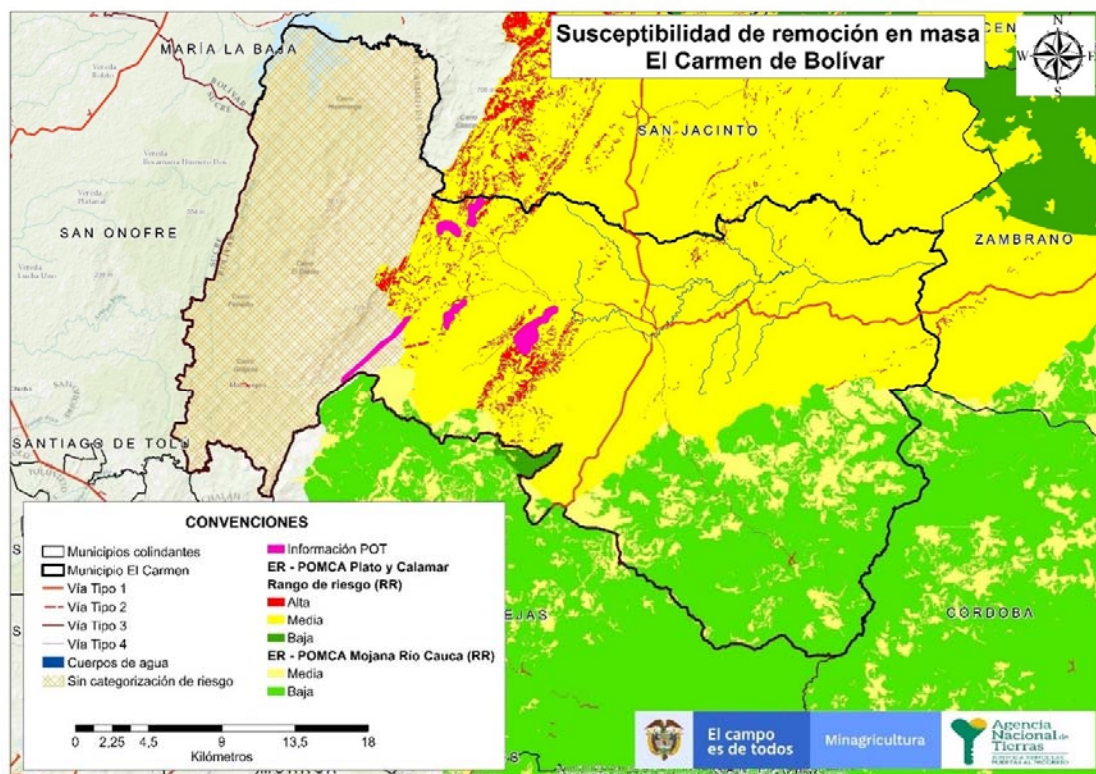 Susceptibilidad de remoción en masa
El Carmen de Bolívar
N
W
E
S
MARÍA LA BAJA
BOLÍVAR
SUCRE
SAN JACINTO
SAN ONOFRE
ZAMBRANO
SANTIAGO DE TOLÚ
CHALÁN
EJAS
CÓRDOBA
CONVENCIONES
Municipios colindantes
Municipio El Carmen
Vía Tipo 1
Vía Tipo 2
Vía Tipo 3
Vía Tipo 4
Cuerpos de agua
Sin categorización de riesgo
Información POT
ER - POMCA Plato y Calamar
Rango de riesgo (RR)
Alta
Media
Baja
ER - POMCA Mojana Río Cauca (RR)
Media
Baja
0 2,25 4,5 9 13,5 18
Kilómetros
El campo
es de todos
Minagricultura
Agencia
Nacional de
Tierras